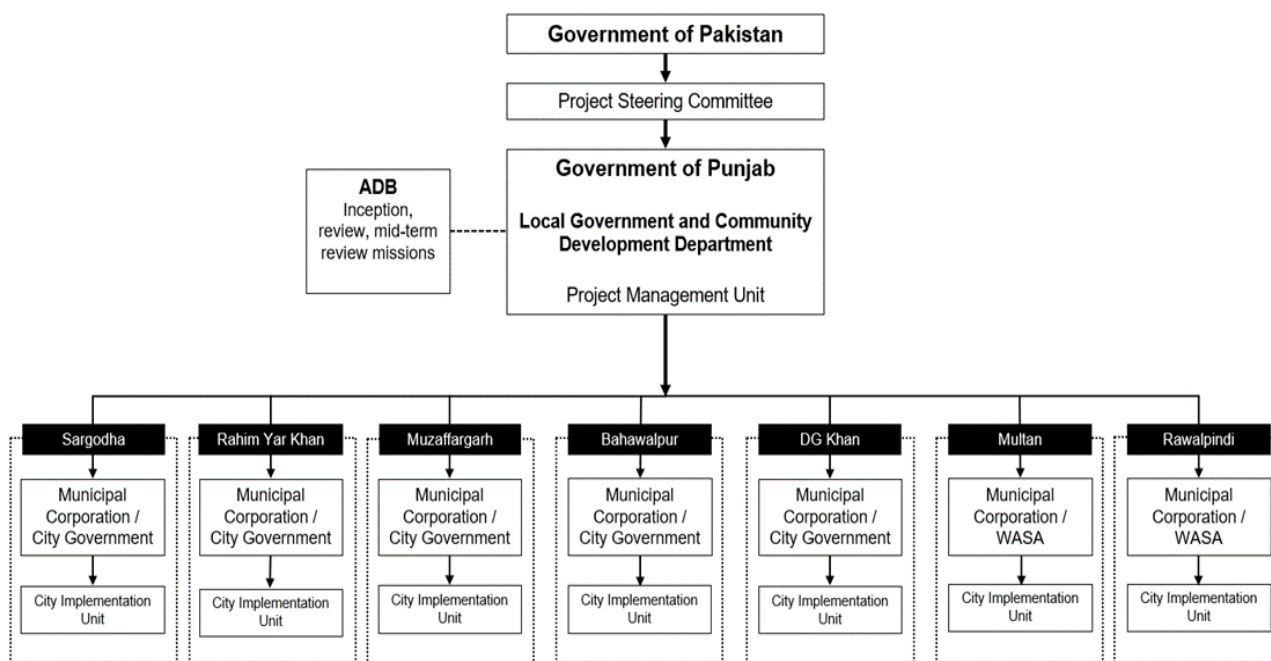 Government of Pakistan
Project Steering Committee
Government of Punjab
Local Government and Community
Development Department
Project Management Unit
ADB
Inception,
review, mid-term
review missions
Sargodha
Municipal
Corporation /
City Government
City Implementation
Unit
Rahim Yar Khan
Municipal
Corporation /
City Government
City Implementation
Unit
Muzaffargarh
Municipal
Corporation /
City Government
City Implementation
Unit
Bahawalpur
Municipal
Corporation /
City Government
City Implementation
Unit
DG Khan
Municipal
Corporation /
City Government
City Implementation
Unit
Multan
Municipal
Corporation /
WASA
City Implementation
Unit
Rawalpindi
Municipal
Corporation /
WASA
City Implementation
Unit